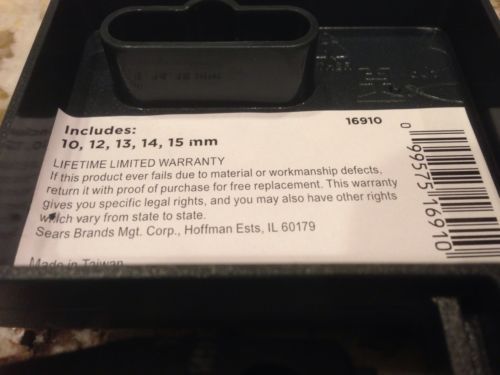 Includes:
16910
10, 12, 13, 14, 15 mm
LIFETIME LIMITED WARRANTY
If this product ever fails due to material or workmanship defects,
return it with proof of purchase for free replacement. This warranty
gives you specific legal rights, and you may also have other rights
which vary from state to state.
Sears Brands Mgt. Corp., Hoffman Ests, IL 60179
Made in Taiwan
0 99575 16910